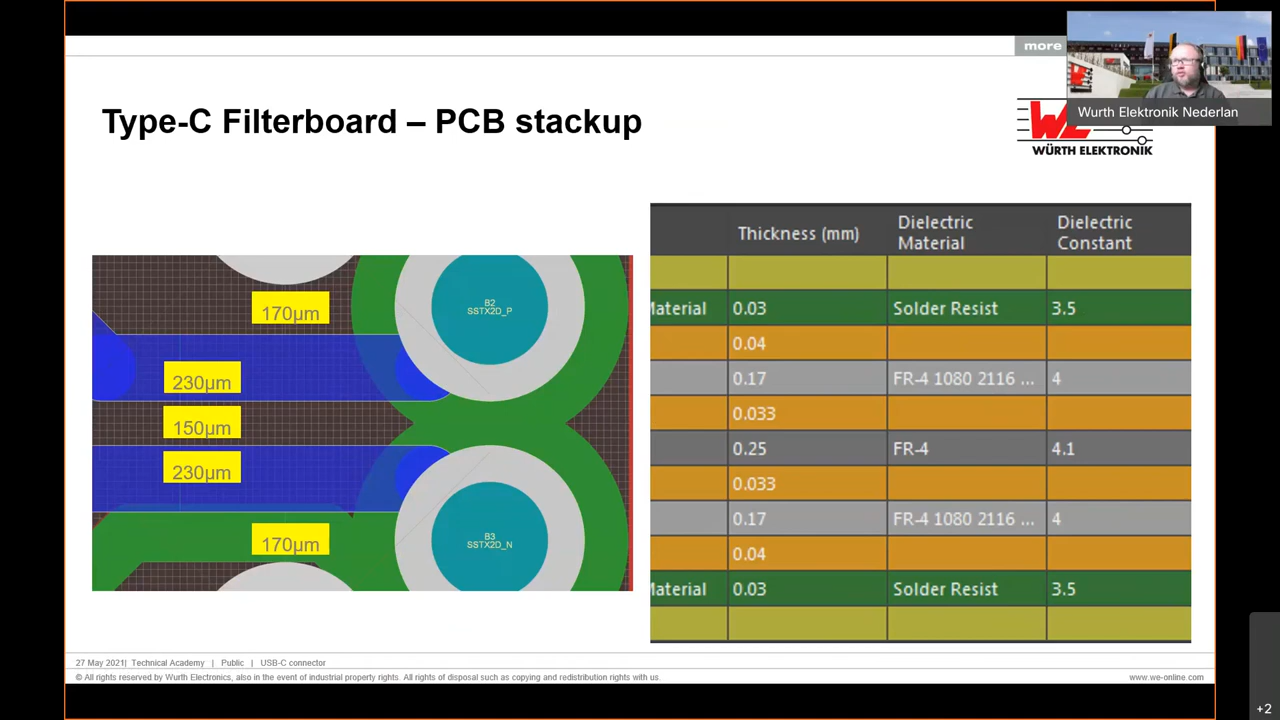 more
Wurth Elektronik Nederlan
Type-C Filterboard – PCB stackup
WÜRTH ELEKTRONIK
170µm
230µm
150µm
230µm
170µm
B2
SSTX2D_P
B3
SSTX2D_N
Thickness (mm) Dielectric Material Dielectric Constant
Material 0.03 Solder Resist 3.5
0.04
0.17 FR-4 1080 2116 ... 4
0.033
0.25 FR-4 4.1
0.033
0.17 FR-4 1080 2116 ... 4
0.04
Material 0.03 Solder Resist 3.5
27 May 2021| Technical Academy | Public | USB-C connector
© All rights reserved by Wurth Electronics, also in the event of industrial property rights. All rights of disposal such as copying and redistribution rights with us.
www.we-online.com
+2